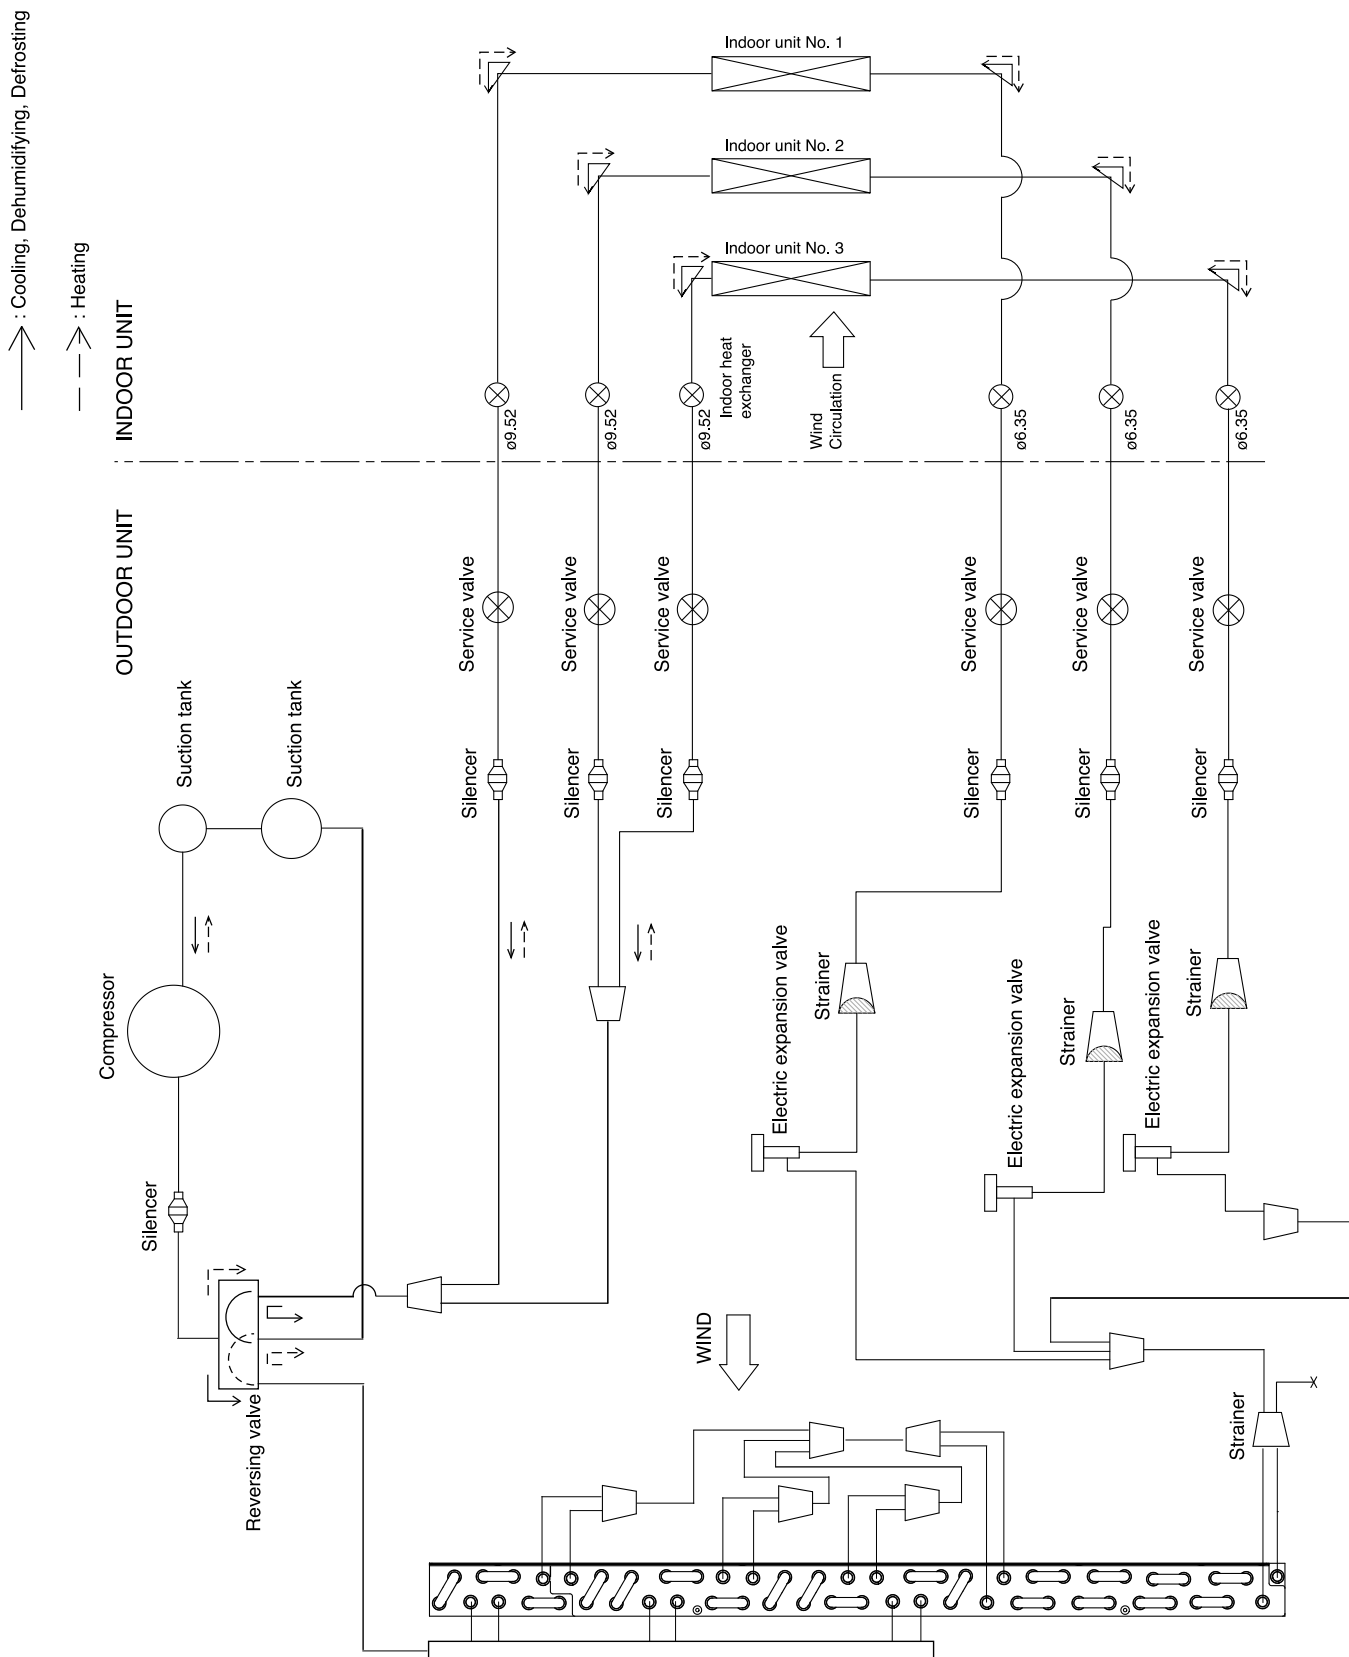 : Cooling, Dehumidifying, Defrosting
: Heating
INDOOR UNIT
OUTDOOR UNIT
Indoor unit No. 1
Indoor unit No. 2
Indoor unit No. 3
Indoor heat
exchanger
Wind
Circulation
ø9.52
ø9.52
ø9.52
ø6.35
ø6.35
ø6.35
Service valve
Service valve
Service valve
Service valve
Service valve
Service valve
Suction tank
Suction tank
Silencer
Silencer
Silencer
Silencer
Silencer
Silencer
Compressor
Electric expansion valve
Strainer
Electric expansion valve
Strainer
Electric expansion valve
Strainer
Silencer
Reversing valve
WIND
Strainer